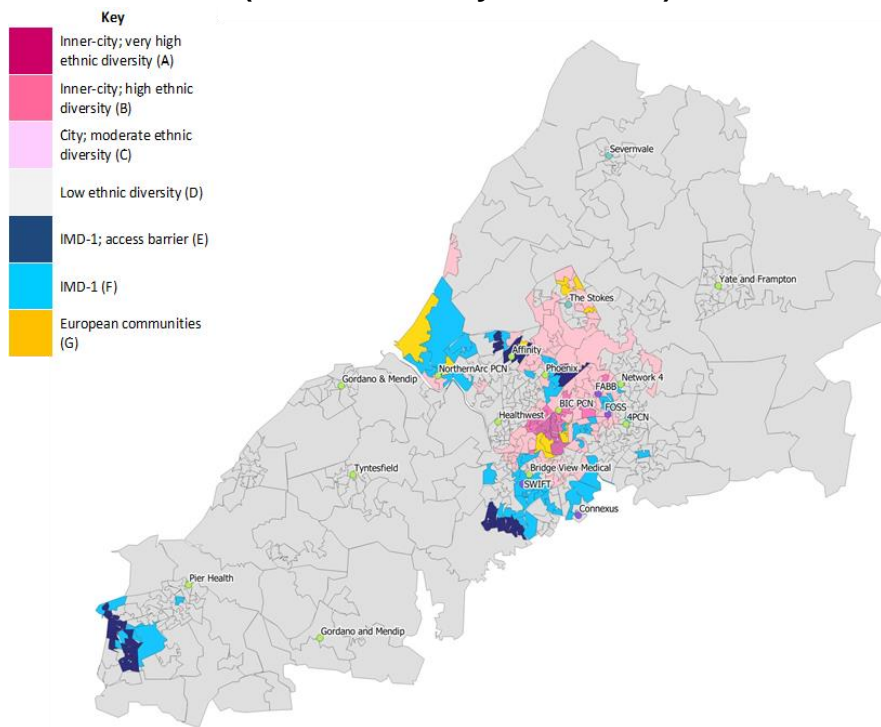 Key
Inner-city; very high
ethnic diversity (A)
Inner-city; high ethnic
diversity (B)
City; moderate ethnic
diversity (C)
Low ethnic diversity (D)
IMD-1; access barrier (E)
IMD-1 (F)
European communities
(G)
Severnvale
Yate and Frampton
The Stokes
Affinity
NorthernArc PCN
Phoenix
Gordano & Mendip
Network 4
FABB
BIC PCN
FOSS
Healthwest
4PCN
Tyntesfield
Bridge View Medical
SWIFT
Connexus
Pier Health
Gordano and Mendip